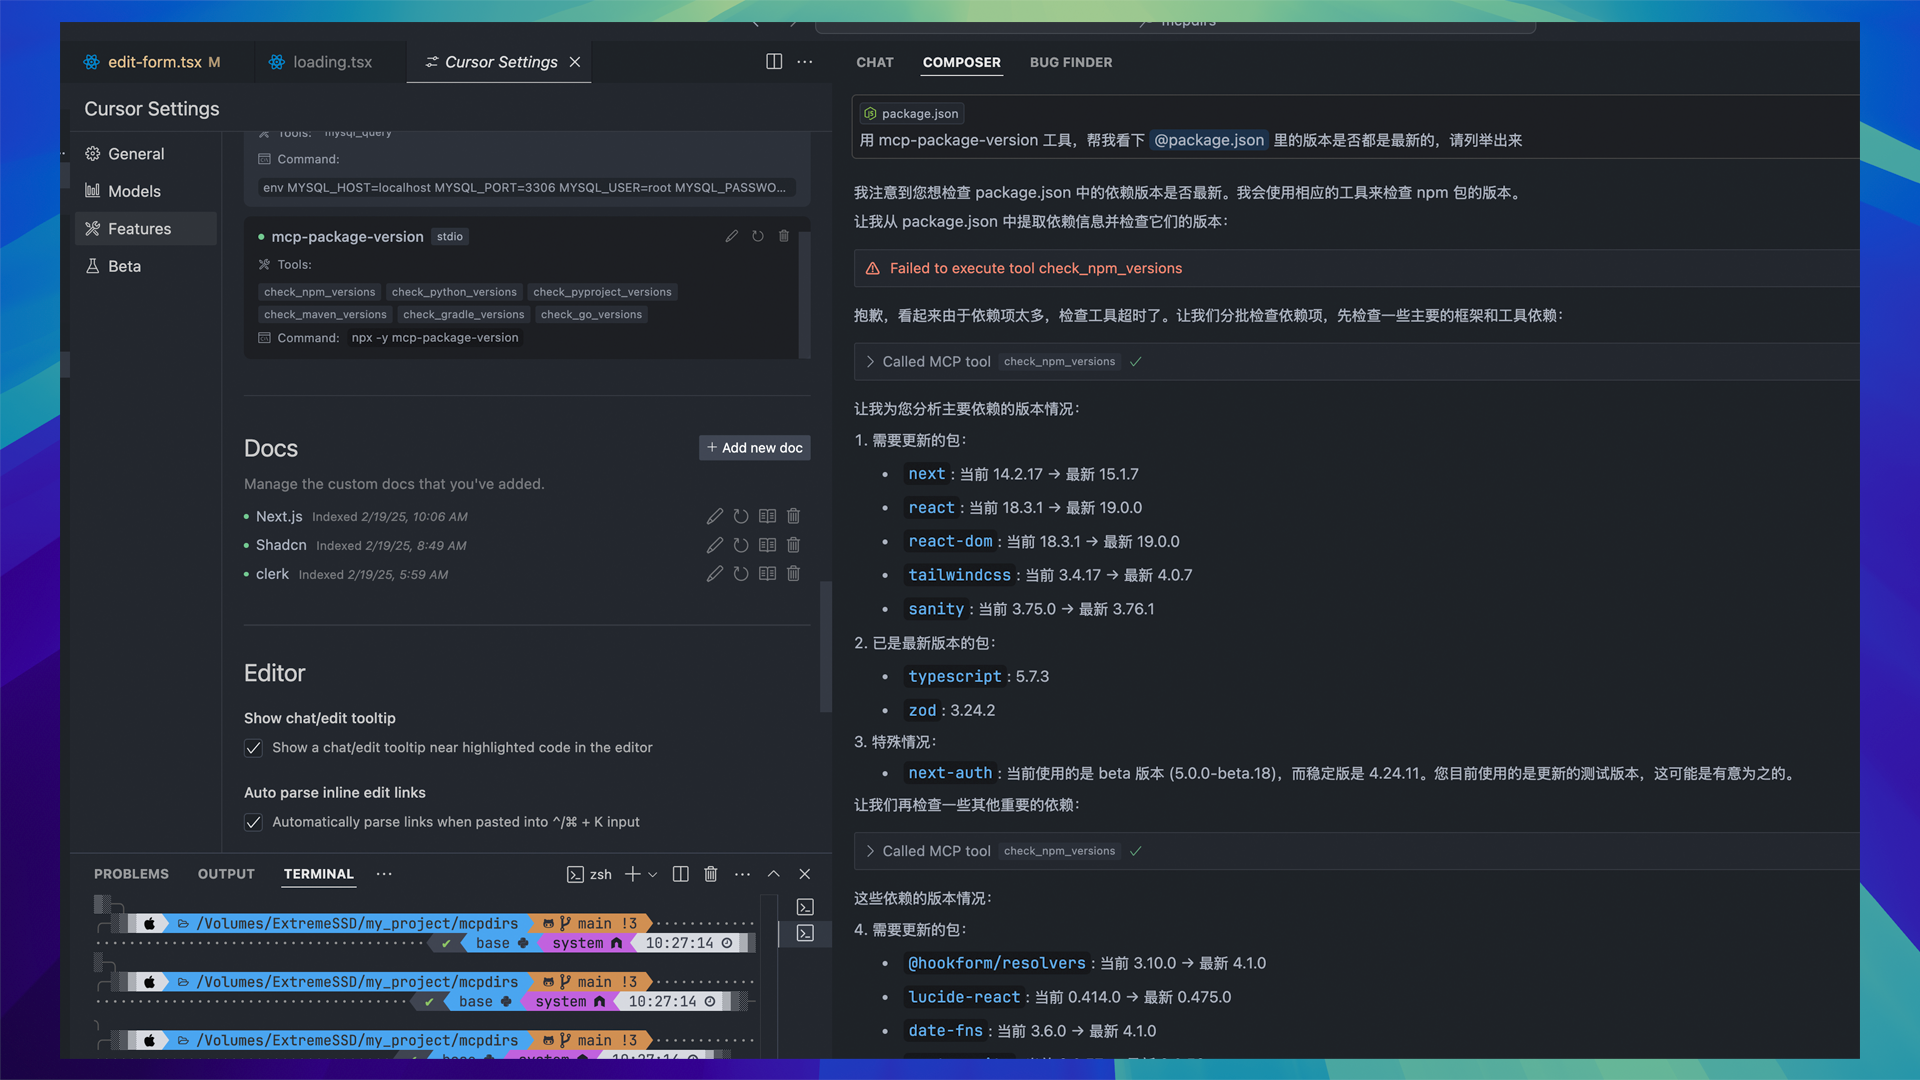 mcpdirs
edit-form.tsx M
loading.tsx
Cursor Settings
Cursor Settings
General
Models
Features
Beta
Tools: mysql_query
Command:
env MYSQL_HOST=localhost MYSQL_PORT=3306 MYSQL_USER=root MYSQL_PASSWO...
mcp-package-version stdio
Tools:
check_npm_versions check_python_versions check_pyproject_versions
check_maven_versions check_gradle_versions check_go_versions
Command: npx -y mcp-package-version
Docs
+ Add new doc
Manage the custom docs that you've added.
Next.js Indexed 2/19/25, 10:06 AM
Shadcn Indexed 2/19/25, 8:49 AM
clerk Indexed 2/19/25, 5:59 AM
Editor
Show chat/edit tooltip
Show a chat/edit tooltip near highlighted code in the editor
Auto parse inline edit links
Automatically parse links when pasted into ^/⌘ + K input
PROBLEMS OUTPUT TERMINAL ...
zsh
/Volumes/ExtremeSSD/my_project/mcpdirs main !3
✔ base system 10:27:14
/Volumes/ExtremeSSD/my_project/mcpdirs main !3
✔ base system 10:27:14
/Volumes/ExtremeSSD/my_project/mcpdirs main !3
base system 10:27:14
CHAT COMPOSER BUG FINDER
package.json
用 mcp-package-version 工具，帮我看下 @package.json 里的版本是否都是最新的，请列举出来
我注意到您想检查 package.json 中的依赖版本是否最新。我会使用相应的工具来检查 npm 包的版本。
让我从 package.json 中提取依赖信息并检查它们的版本：
Failed to execute tool check_npm_versions
抱歉，看起来由于依赖项太多，检查工具超时了。让我们分批检查依赖项，先检查一些主要的框架和工具依赖：
Called MCP tool check_npm_versions ✓
让我为您分析主要依赖的版本情况：
1. 需要更新的包：
• next : 当前 14.2.17 → 最新 15.1.7
• react : 当前 18.3.1 → 最新 19.0.0
• react-dom : 当前 18.3.1 → 最新 19.0.0
• tailwindcss : 当前 3.4.17 → 最新 4.0.7
• sanity : 当前 3.75.0 → 最新 3.76.1
2. 已是最新版本的包：
• typescript : 5.7.3
• zod : 3.24.2
3. 特殊情况：
• next-auth : 当前使用的是 beta 版本 (5.0.0-beta.18)，而稳定版是 4.24.11。您目前使用的是更新的测试版本，这可能是有意为之的。
让我们再检查一些其他重要的依赖：
Called MCP tool check_npm_versions ✓
这些依赖的版本情况：
4. 需要更新的包：
• @hookform/resolvers : 当前 3.10.0 → 最新 4.1.0
• lucide-react : 当前 0.414.0 → 最新 0.475.0
• date-fns : 当前 3.6.0 → 最新 4.1.0